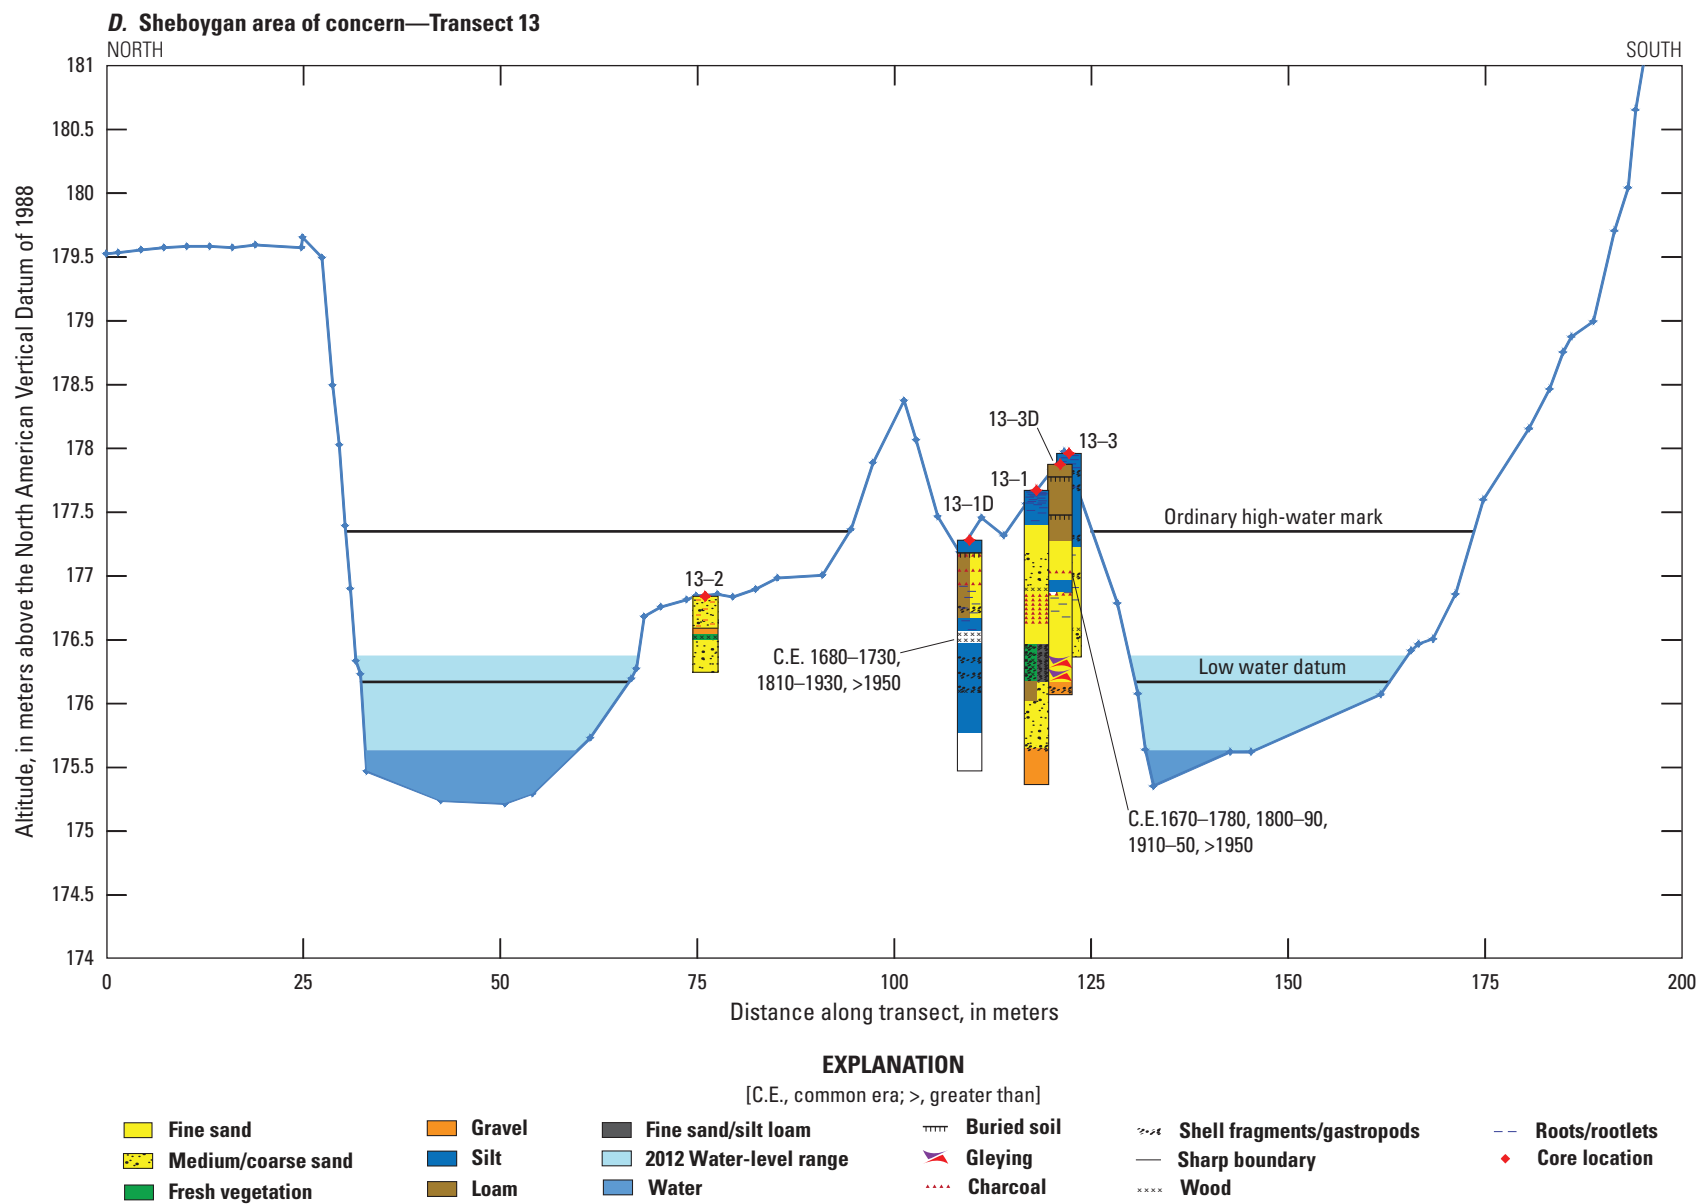 D. Sheboygan area of concern—Transect 13
NORTH
SOUTH
Altitude, in meters above the North American Vertical Datum of 1988
181
180.5
180
179.5
179
178.5
178
177.5
177
176.5
176
175.5
175
174.5
174
13–3D
13–3
13–1
13–1D
Ordinary high-water mark
13–2
C.E. 1680–1730,
1810–1930, >1950
Low water datum
C.E.1670–1780, 1800–90,
1910–50, >1950
0 25 50 75 100 125 150 175 200
Distance along transect, in meters
EXPLANATION
[C.E., common era; >, greater than]
Fine sand
Medium/coarse sand
Fresh vegetation
Gravel
Silt
Loam
Fine sand/silt loam
2012 Water-level range
Water
Buried soil
Gleying
Charcoal
Shell fragments/gastropods
Sharp boundary
Wood
Roots/rootlets
Core location